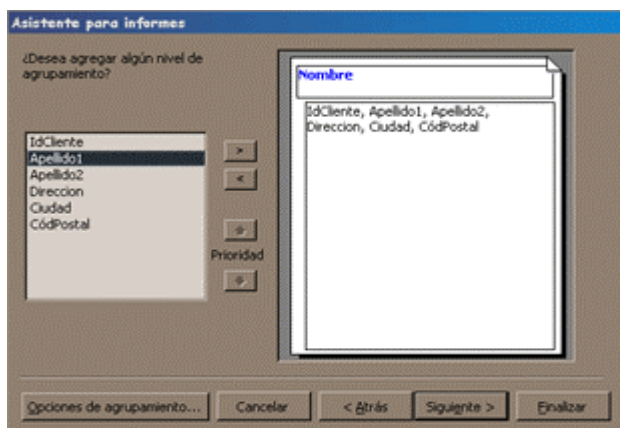 Asistente para informes
¿Desea agregar algún nivel de
agrupamiento?
IdCliente
Apellido1
Apellido2
Direccion
Ciudad
CódPostal
>
<
Prioridad
Nombre
IdCliente, Apellido1, Apellido2,
Direccion, Ciudad, CódPostal
Opciones de agrupamiento...
Cancelar
< Atrás
Siguiente >
Finalizar